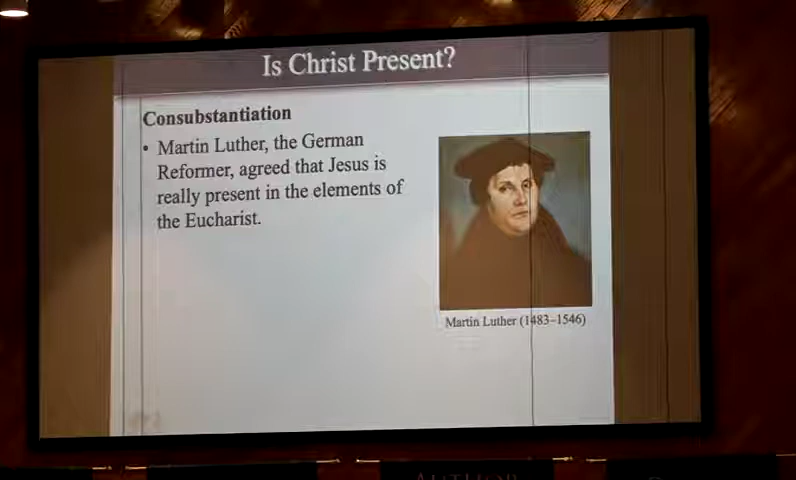 Is Christ Present?
Consubstantiation
• Martin Luther, the German
Reformer, agreed that Jesus is
really present in the elements of
the Eucharist.
Martin Luther (1483–1546)
AUTHOR